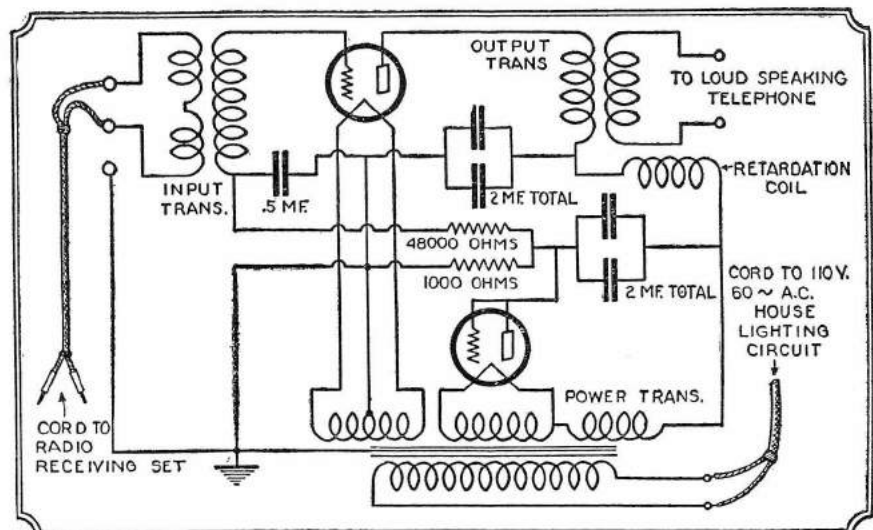 OUTPUT
TRANS
TO LOUD SPEAKING
TELEPHONE
INPUT
TRANS.
.5 MF.
2 MF. TOTAL
RETARDATION
COIL
48000 OHMS
1000 OHMS
2 MF. TOTAL
CORD TO 110 V.
60 ~ A.C.
HOUSE
LIGHTING
CIRCUIT
POWER TRANS.
CORD TO
RADIO
RECEIVING SET